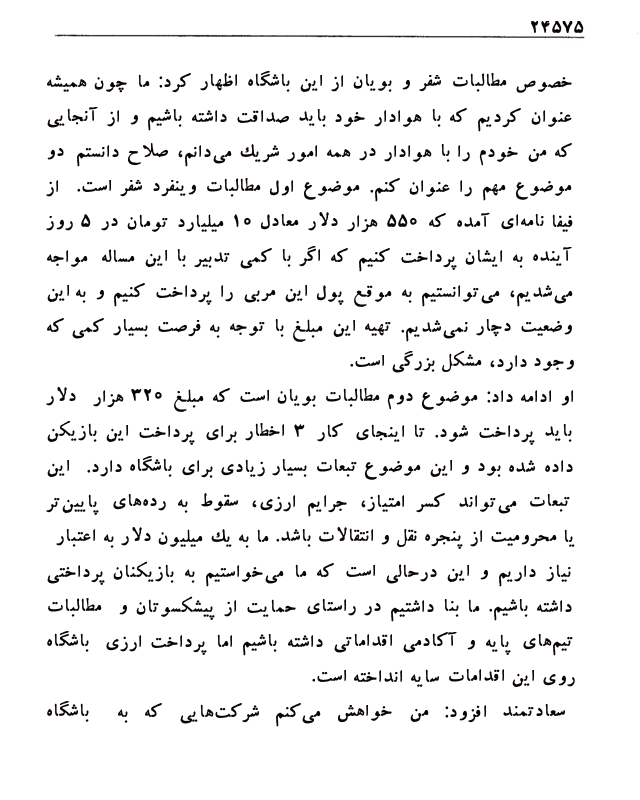 ۲۴۵۷۵
خصوص مطالبات شفر و بویان از این باشگاه اظهار کرد: ما چون همیشه
عنوان کردیم که با هوادار خود باید صداقت داشته باشیم و از آنجایی
که من خودم را با هوادار در همه امور شریك می‌دانم، صلاح دانستم دو
موضوع مهم را عنوان کنم. موضوع اول مطالبات وینفرد شفر است. از
فیفا نامه‌ای آمده که ۵۵۰ هزار دلار معادل ۱۰ میلیارد تومان در ۵ روز
آینده به ایشان پرداخت کنیم که اگر با کمی تدبیر با این مساله مواجه
می‌شدیم، می‌توانستیم به موقع پول این مربی را پرداخت کنیم و به این
وضعیت دچار نمی‌شدیم. تهیه این مبلغ با توجه به فرصت بسیار کمی که
وجود دارد، مشکل بزرگی است.
او ادامه داد: موضوع دوم مطالبات بویان است که مبلغ ۳۲۰ هزار دلار
باید پرداخت شود. تا اینجای کار ۳ اخطار برای پرداخت این بازیکن
داده شده بود و این موضوع تبعات بسیار زیادی برای باشگاه دارد. این
تبعات می‌تواند کسر امتیاز، جرایم ارزی، سقوط به رده‌های پایین‌تر
یا محرومیت از پنجره نقل و انتقالات باشد. ما به یك میلیون دلار به اعتبار
نیاز داریم و این درحالی است که ما می‌خواستیم به بازیکنان پرداختی
داشته باشیم. ما بنا داشتیم در راستای حمایت از پیشکسوتان و مطالبات
تیم‌های پایه و آکادمی اقداماتی داشته باشیم اما پرداخت ارزی باشگاه
روی این اقدامات سایه انداخته است.
سعادتمند افزود: من خواهش می‌کنم شرکت‌هایی که به باشگاه